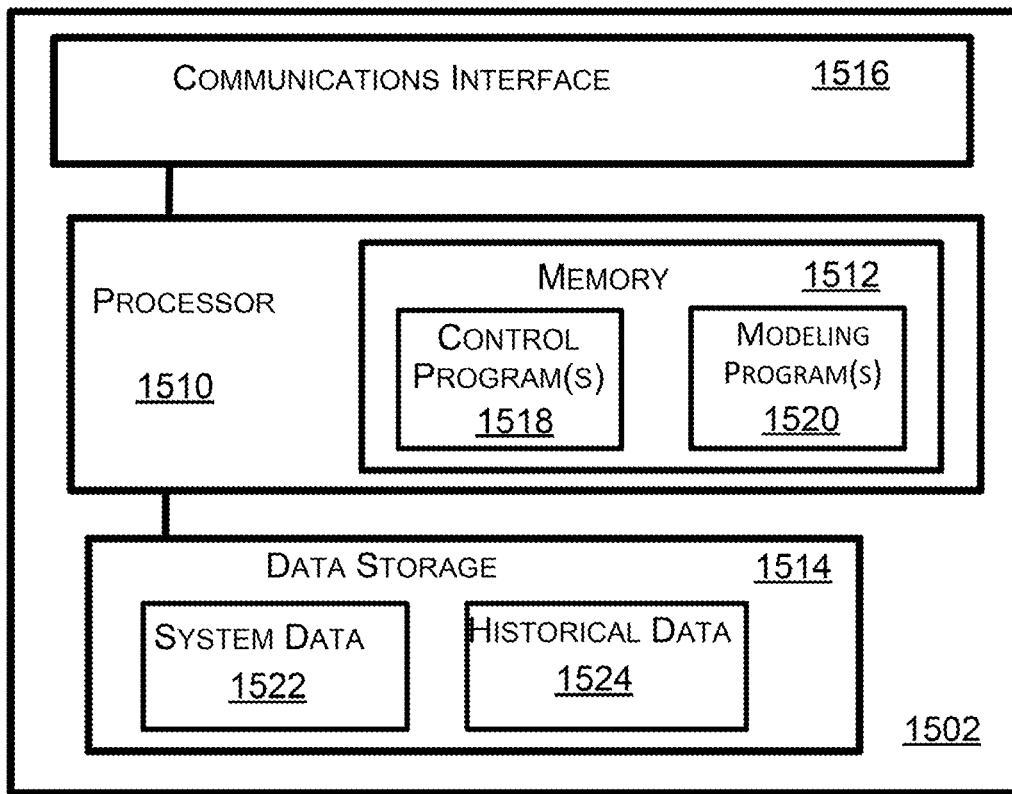 COMMUNICATIONS INTERFACE 1516
PROCESSOR
1510
MEMORY 1512
CONTROL
PROGRAM(S)
1518
MODELING
PROGRAM(S)
1520
DATA STORAGE 1514
SYSTEM DATA
1522
HISTORICAL DATA
1524
1502